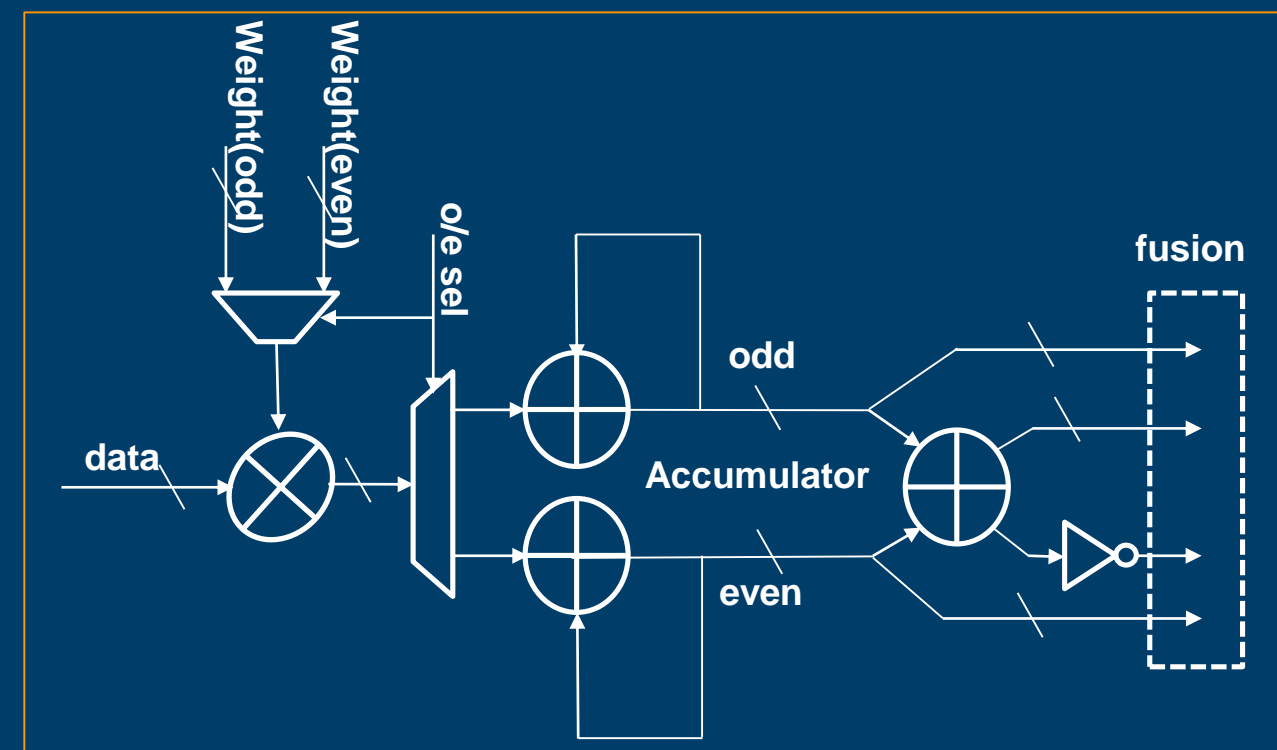 Weight(odd)
Weight(even)
o/e sel
fusion
odd
data
Accumulator
even